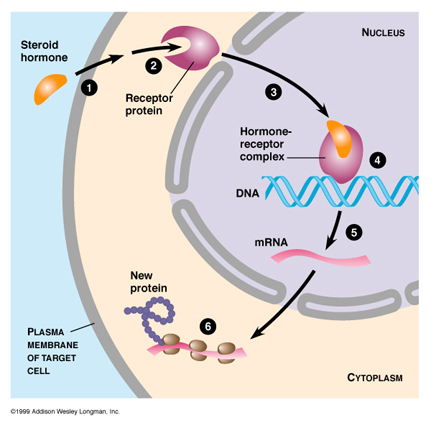 NUCLEUS
Steroid
hormone
1
2
Receptor
protein
3
Hormone-
receptor
complex
4
DNA
5
mRNA
New
protein
6
PLASMA
MEMBRANE
OF TARGET
CELL
CYTOPLASM
©1999 Addison Wesley Longman, Inc.